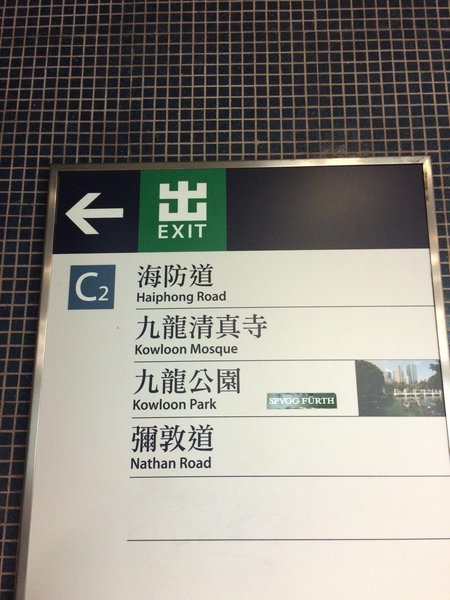 出
EXIT
C2
海防道
Haiphong Road
九龍清真寺
Kowloon Mosque
九龍公園
Kowloon Park
SPVGG FÜRTH
彌敦道
Nathan Road